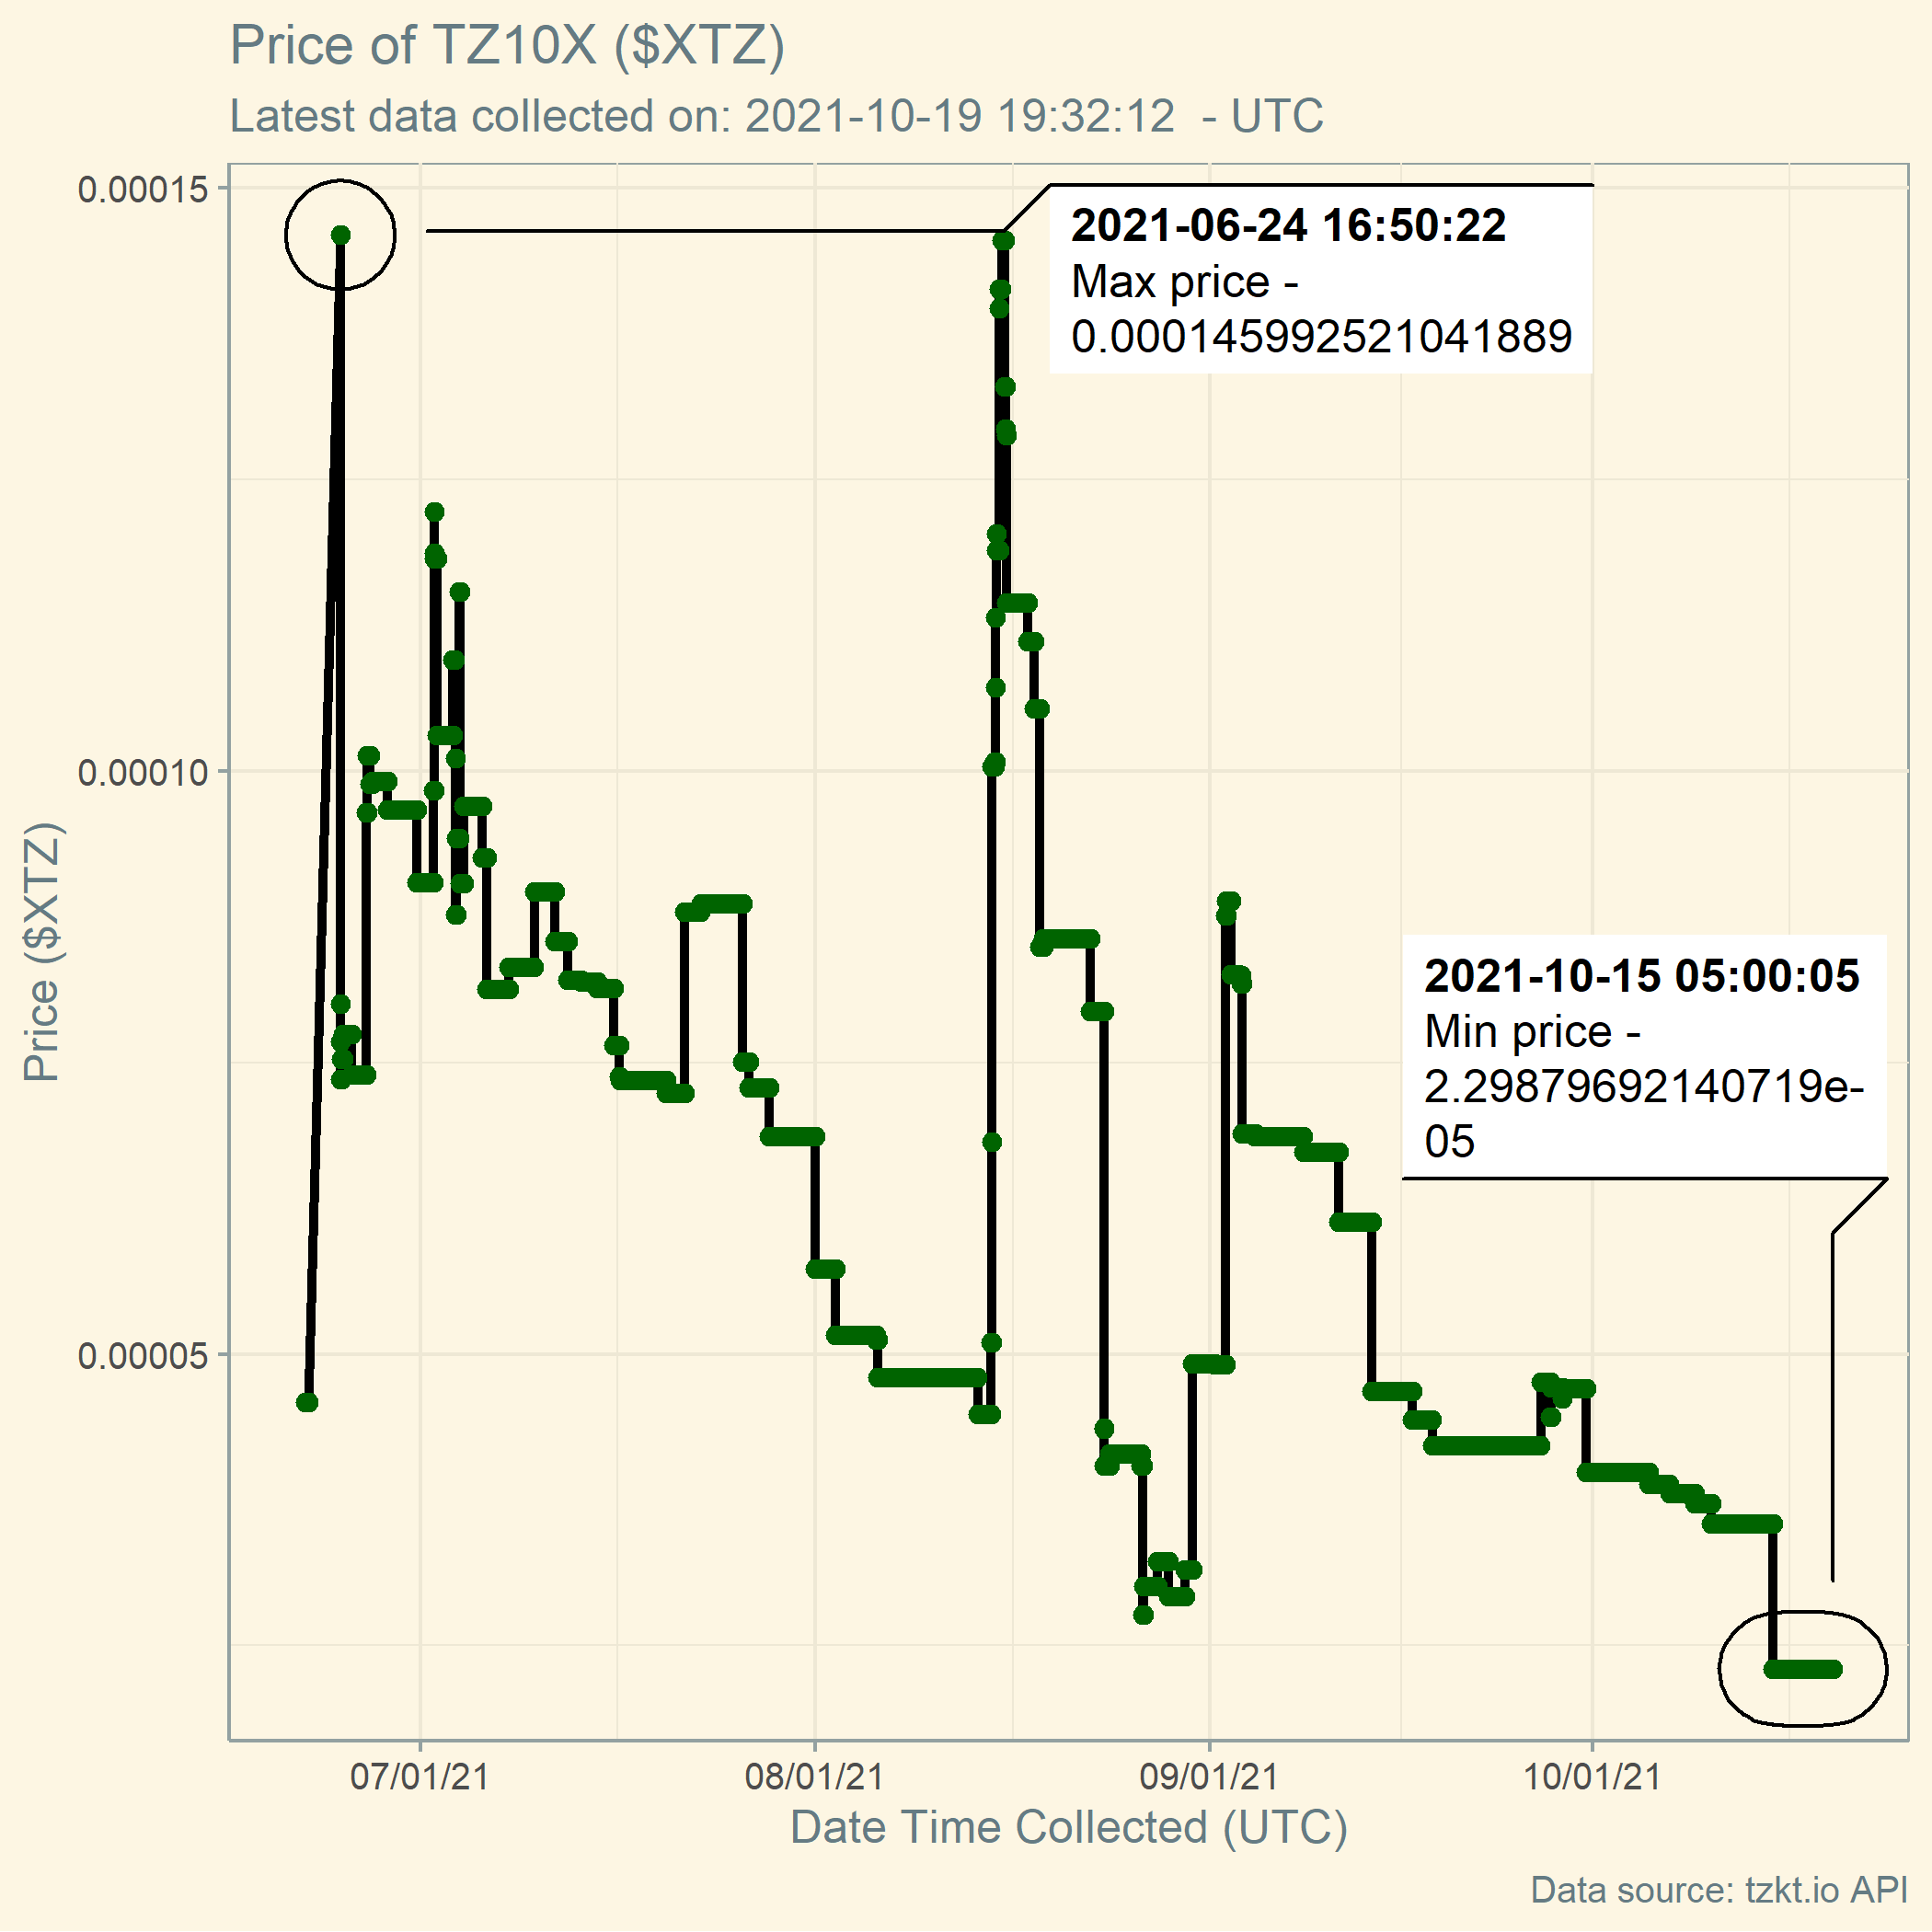 Price of TZ10X ($XTZ)
Latest data collected on: 2021-10-19 19:32:12  - UTC
0.00015
2021-06-24 16:50:22
Max price -
0.000145992521041889
0.00010
Price ($XTZ)
2021-10-15 05:00:05
Min price -
2.29879692140719e-
05
0.00005
07/01/21
08/01/21
09/01/21
10/01/21
Date Time Collected (UTC)
Data source: tzkt.io API